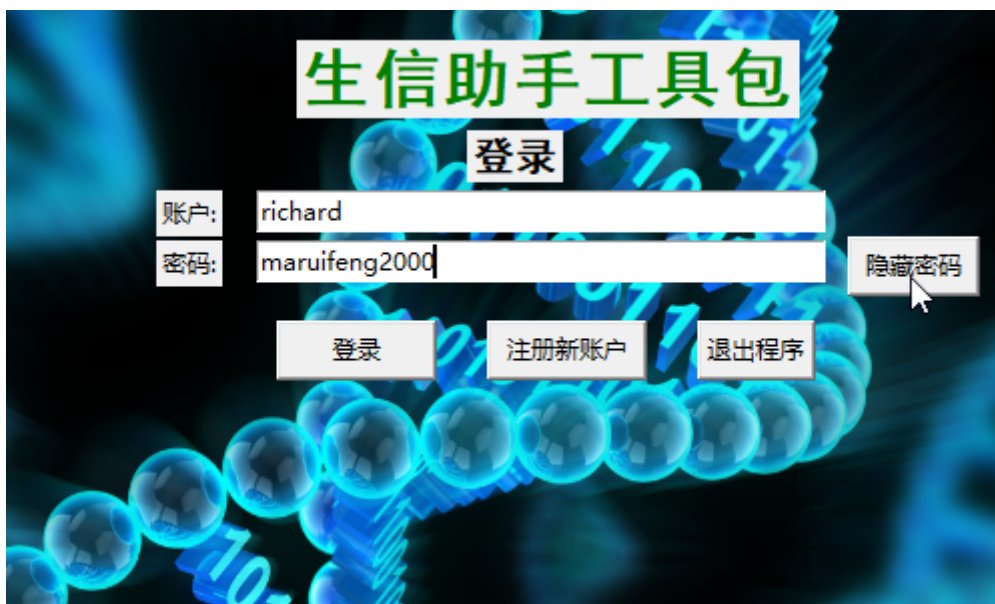 生信助手工具包
登录
账户: richard
密码: maruifeng2000 隐藏密码
登录 注册新账户 退出程序